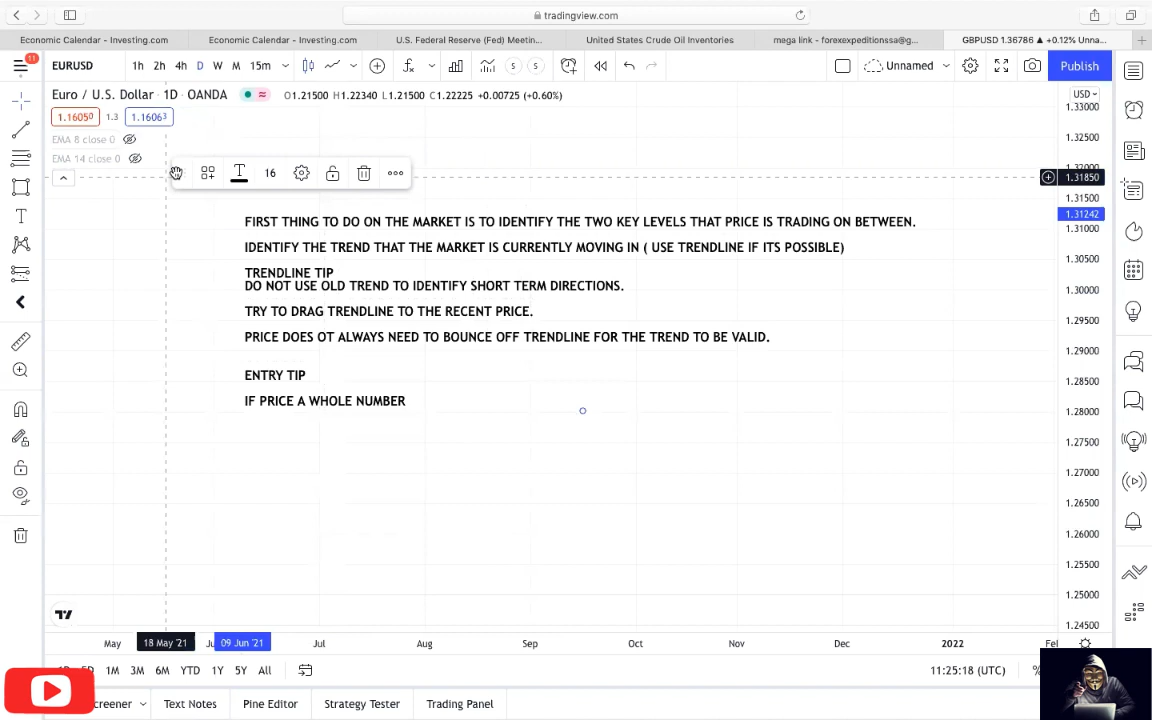 tradingview.com
Economic Calendar - Investing.com
Economic Calendar - Investing.com
U.S. Federal Reserve (Fed) Meetin...
United States Crude Oil Inventories
mega link - forexexpeditionssa@g...
GBPUSD 1.36786 ▲ +0.12% Unna...
11
EURUSD
1h 2h 4h D W M 15m
S S
Unnamed
Publish
Euro / U.S. Dollar · 1D · OANDA
O1.21500 H1.22340 L1.21500 C1.22225 +0.00725 (+0.60%)
USD
1.16050 1.3 1.16063
EMA 8 close 0
EMA 14 close 0
T 16
FIRST THING TO DO ON THE MARKET IS TO IDENTIFY THE TWO KEY LEVELS THAT PRICE IS TRADING ON BETWEEN.
IDENTIFY THE TREND THAT THE MARKET IS CURRENTLY MOVING IN ( USE TRENDLINE IF ITS POSSIBLE)
TRENDLINE TIP
DO NOT USE OLD TREND TO IDENTIFY SHORT TERM DIRECTIONS.
TRY TO DRAG TRENDLINE TO THE RECENT PRICE.
PRICE DOES OT ALWAYS NEED TO BOUNCE OFF TRENDLINE FOR THE TREND TO BE VALID.
ENTRY TIP
IF PRICE A WHOLE NUMBER
1.33000
1.32500
1.31850
1.31500
1.31242
1.31000
1.30500
1.30000
1.29500
1.29000
1.28500
1.28000
1.27500
1.27000
1.26500
1.26000
1.25500
1.25000
1.24500
May 18 May '21 09 Jun '21 Jul Aug Sep Oct Nov Dec 2022
5D 1M 3M 6M YTD 1Y 5Y All
11:25:18 (UTC)
%
Text Notes
Pine Editor
Strategy Tester
Trading Panel